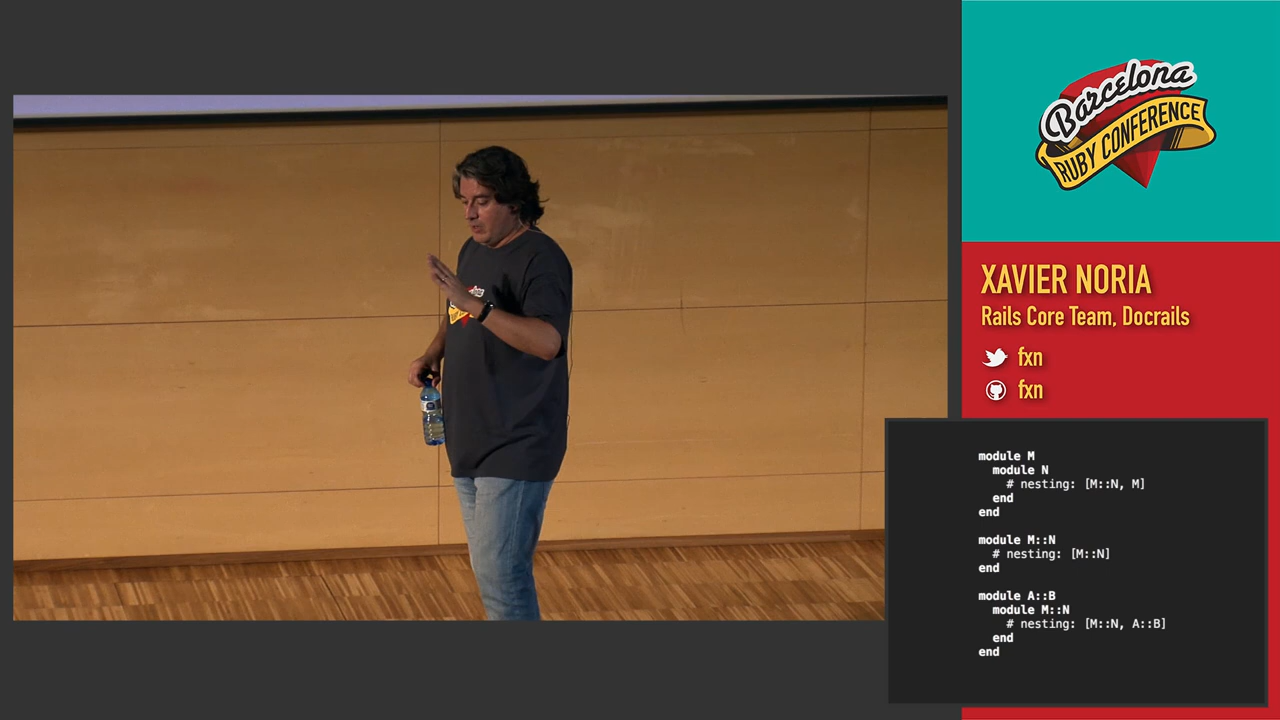 Barcelona
RUBY CONFERENCE
XAVIER NORIA
Rails Core Team, Docrails
fxn
fxn
module M
  module N
    # nesting: [M::N, M]
  end
end
module M::N
  # nesting: [M::N]
end
module A::B
  module M::N
    # nesting: [M::N, A::B]
  end
end